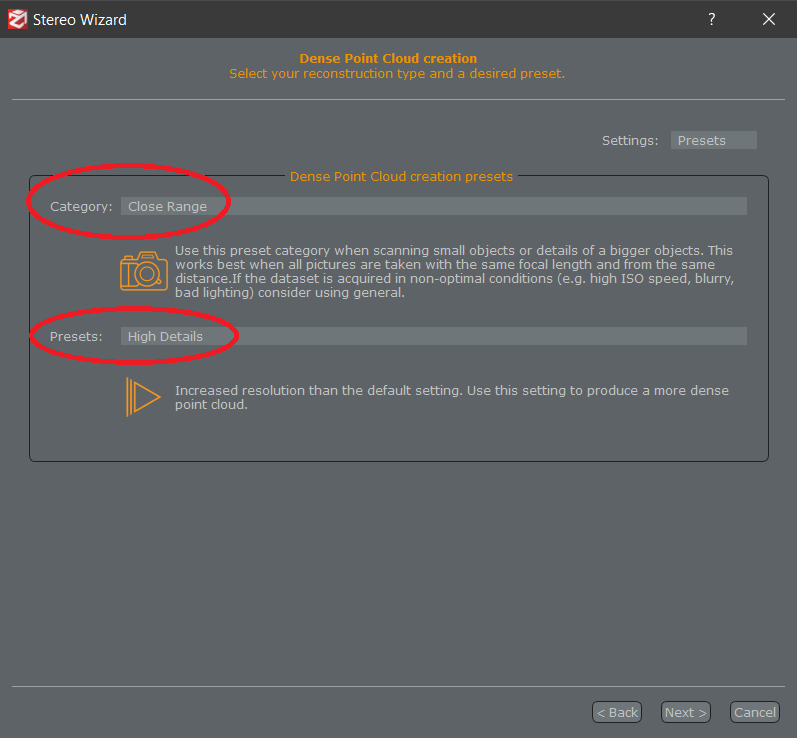 Stereo Wizard
?
Dense Point Cloud creation
Select your reconstruction type and a desired preset.
Settings: Presets
Dense Point Cloud creation presets
Category: Close Range
Use this preset category when scanning small objects or details of a bigger objects. This
works best when all pictures are taken with the same focal length and from the same
distance.If the dataset is acquired in non-optimal conditions (e.g. high ISO speed, blurry,
bad lighting) consider using general.
Presets: High Details
Increased resolution than the default setting. Use this setting to produce a more dense
point cloud.
< Back Next > Cancel